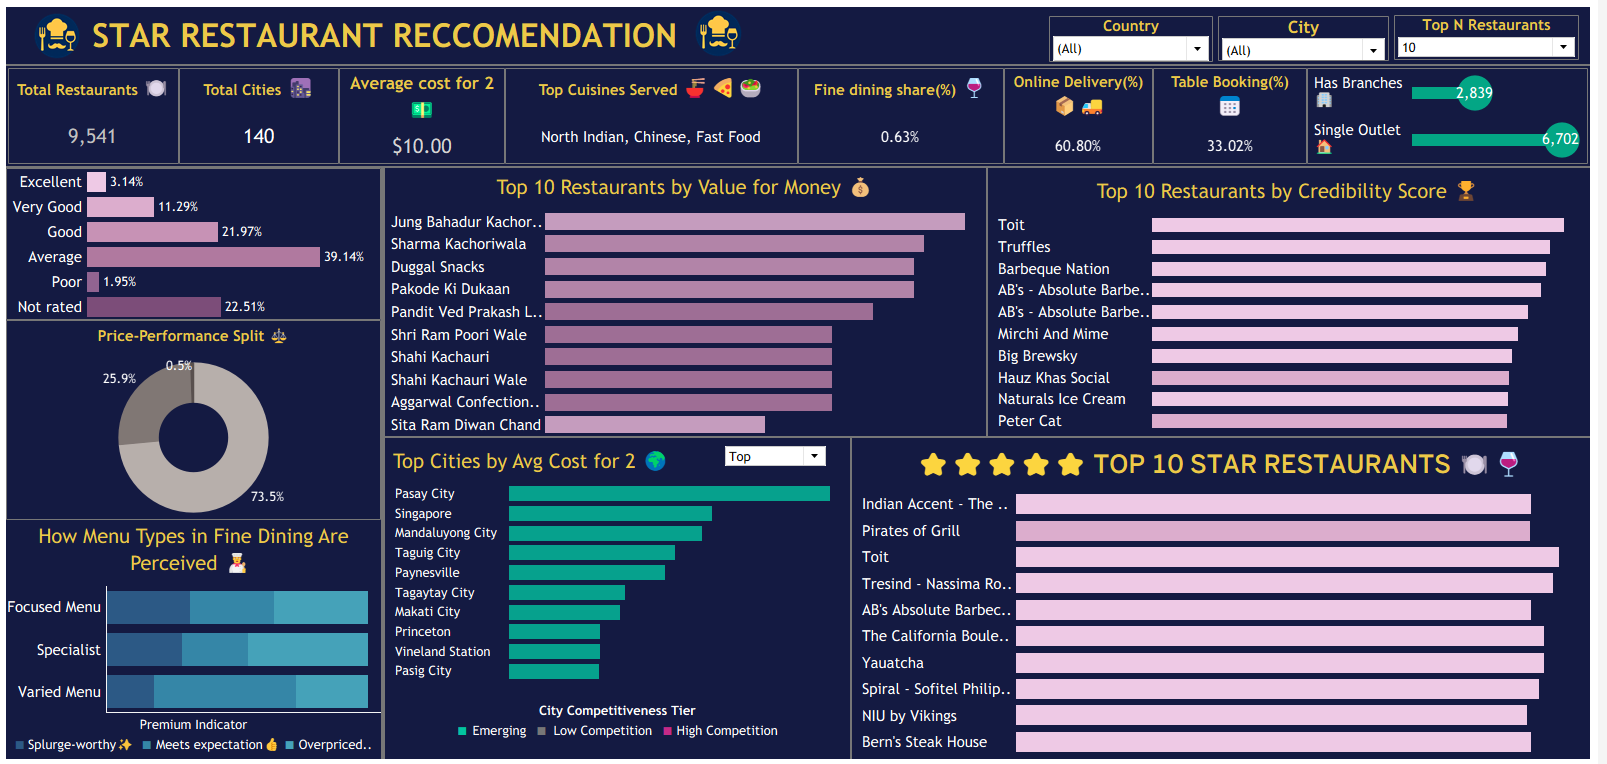 STAR RESTAURANT RECCOMENDATION
Country
(All)
City
(All)
Top N Restaurants
10
Total Restaurants
9,541
Total Cities
140
Average cost for 2
$10.00
Top Cuisines Served
North Indian, Chinese, Fast Food
Fine dining share(%)
0.63%
Online Delivery(%)
60.80%
Table Booking(%)
33.02%
Has Branches
2,839
Single Outlet
6,702
Excellent 3.14%
Very Good 11.29%
Good 21.97%
Average 39.14%
Poor 1.95%
Not rated 22.51%
Price-Performance Split
0.5%
25.9%
73.5%
How Menu Types in Fine Dining Are
Perceived
Focused Menu
Specialist
Varied Menu
Premium Indicator
Splurge-worthy Meets expectation Overpriced..
Top 10 Restaurants by Value for Money
Jung Bahadur Kachor..
Sharma Kachoriwala
Duggal Snacks
Pakode Ki Dukaan
Pandit Ved Prakash L..
Shri Ram Poori Wale
Shahi Kachauri
Shahi Kachauri Wale
Aggarwal Confection..
Sita Ram Diwan Chand
Top 10 Restaurants by Credibility Score
Toit
Truffles
Barbeque Nation
AB's - Absolute Barbe..
AB's - Absolute Barbe..
Mirchi And Mime
Big Brewsky
Hauz Khas Social
Naturals Ice Cream
Peter Cat
Top Cities by Avg Cost for 2
Top
Pasay City
Singapore
Mandaluyong City
Taguig City
Paynesville
Tagaytay City
Makati City
Princeton
Vineland Station
Pasig City
City Competitiveness Tier
Emerging Low Competition High Competition
TOP 10 STAR RESTAURANTS
Indian Accent - The ..
Pirates of Grill
Toit
Tresind - Nassima Ro..
AB's Absolute Barbec..
The California Boule..
Yauatcha
Spiral - Sofitel Philip..
NIU by Vikings
Bern's Steak House